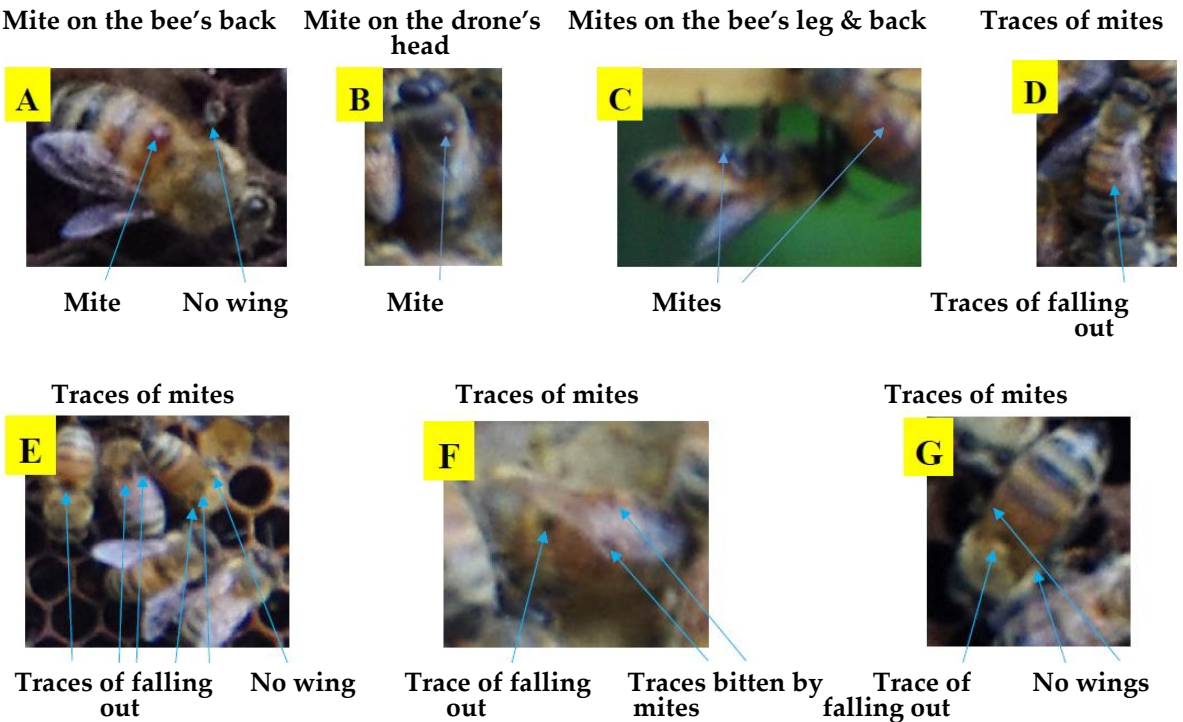 Mite on the bee's back
Mite on the drone's
head
Mites on the bee's leg & back
Traces of mites
A
B
C
D
Mite
No wing
Mite
Mites
Traces of falling
out
Traces of mites
Traces of mites
Traces of mites
E
F
G
Traces of falling
out
No wing
Trace of falling
out
Traces bitten by
mites
Trace of
falling out
No wings